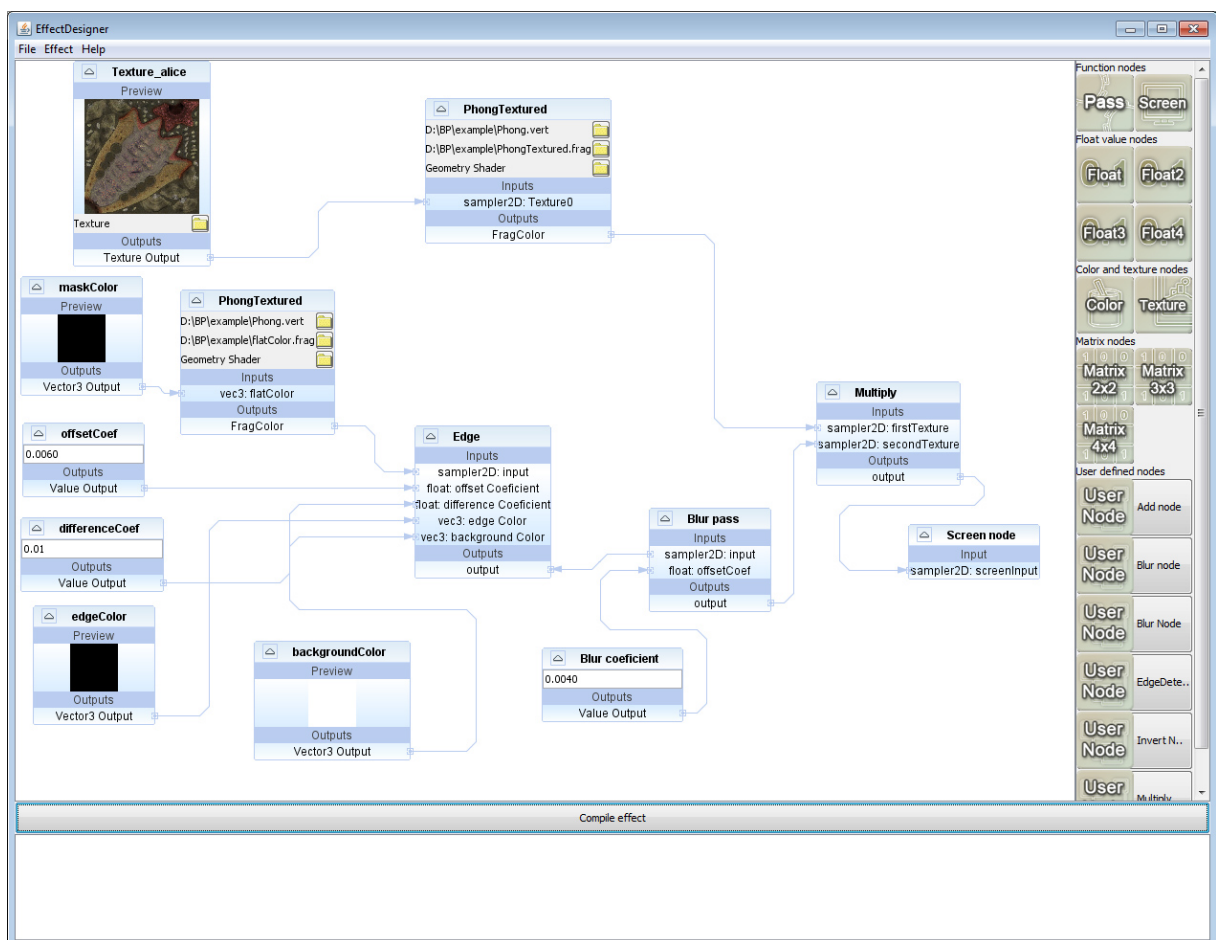 EffectDesigner
File Effect Help
Texture_alice
Preview
Texture
Outputs
Texture Output
PhongTextured
D:\BP\example\Phong.vert
D:\BP\example\PhongTextured.frag
Geometry Shader
Inputs
sampler2D: Texture0
Outputs
FragColor
maskColor
Preview
Outputs
Vector3 Output
PhongTextured
D:\BP\example\Phong.vert
D:\BP\example\flatColor.frag
Geometry Shader
Inputs
vec3: flatColor
Outputs
FragColor
offsetCoef
0.0060
Outputs
Value Output
Edge
Inputs
sampler2D: input
float: offset Coeficient
float: difference Coeficient
vec3: edge Color
vec3: background Color
Outputs
output
differenceCoef
0.01
Outputs
Value Output
edgeColor
Preview
Outputs
Vector3 Output
backgroundColor
Preview
Outputs
Vector3 Output
Blur pass
Inputs
sampler2D: input
float: offsetCoef
Outputs
output
Blur coeficient
0.0040
Outputs
Value Output
Multiply
Inputs
sampler2D: firstTexture
sampler2D: secondTexture
Outputs
output
Screen node
Input
sampler2D: screenInput
Function nodes
Pass Screen
Float value nodes
Float Float2
Float3 Float4
Color and texture nodes
Color Texture
Matrix nodes
Matrix 2x2 Matrix 3x3
Matrix 4x4
User defined nodes
User Node Add node
User Node Blur node
User Node Blur Node
User Node EdgeDete..
User Node Invert N..
User Multiply
Compile effect